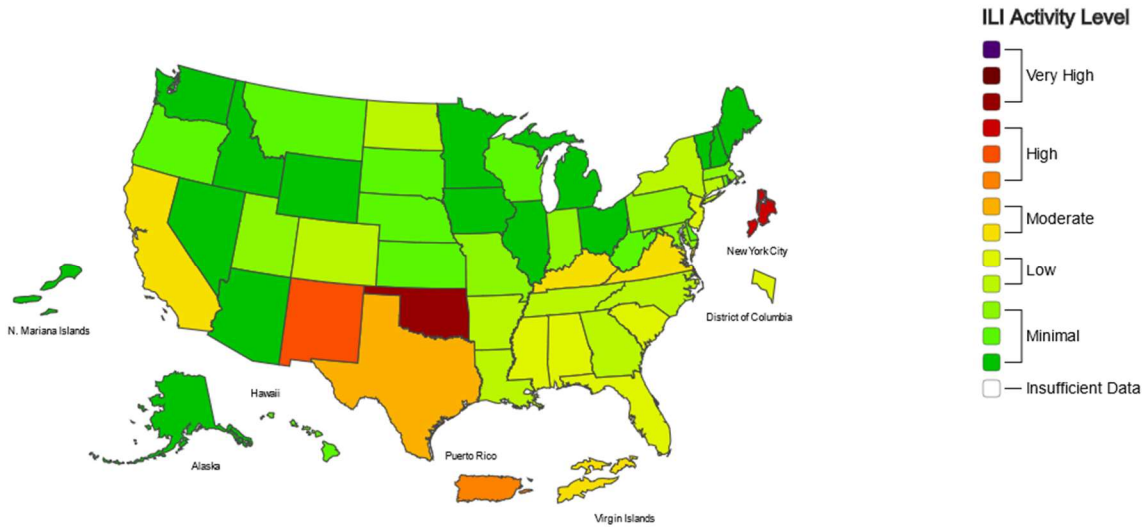 ILI Activity Level
Very High
High
Moderate
Low
Minimal
Insufficient Data
New York City
District of Columbia
N. Mariana Islands
Hawaii
Alaska
Puerto Rico
Virgin Islands